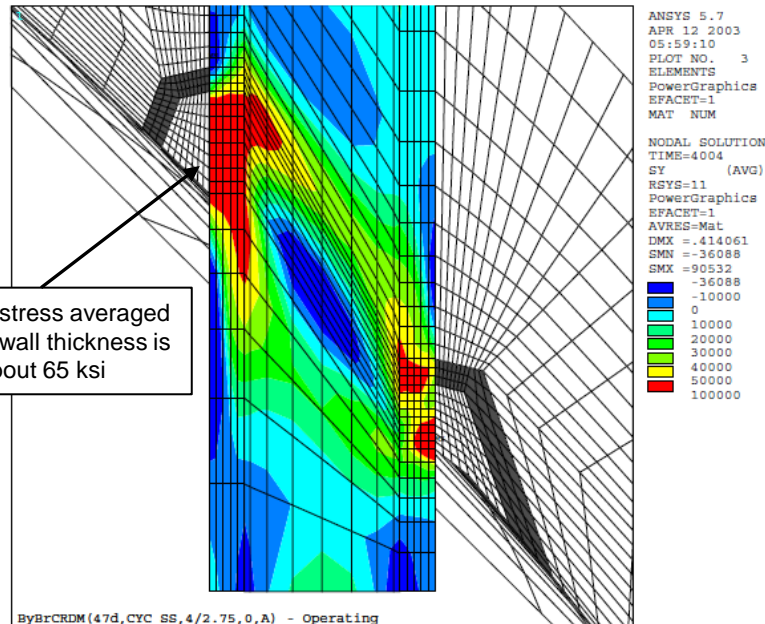 ANSYS 5.7
APR 12 2003
05:59:10
PLOT NO. 3
ELEMENTS
PowerGraphics
EFACET=1
MAT NUM
NODAL SOLUTION
TIME=4004
SY (AVG)
RSYS=11
PowerGraphics
EFACET=1
AVRES=Mat
DMX =.414061
SMN =-36088
SMX =90532
-36088
-10000
0
10000
20000
30000
40000
50000
100000
stress averaged
wall thickness is
out 65 ksi
ByBrCRDM(47d,CYC SS,4/2.75,0,A) - Operating